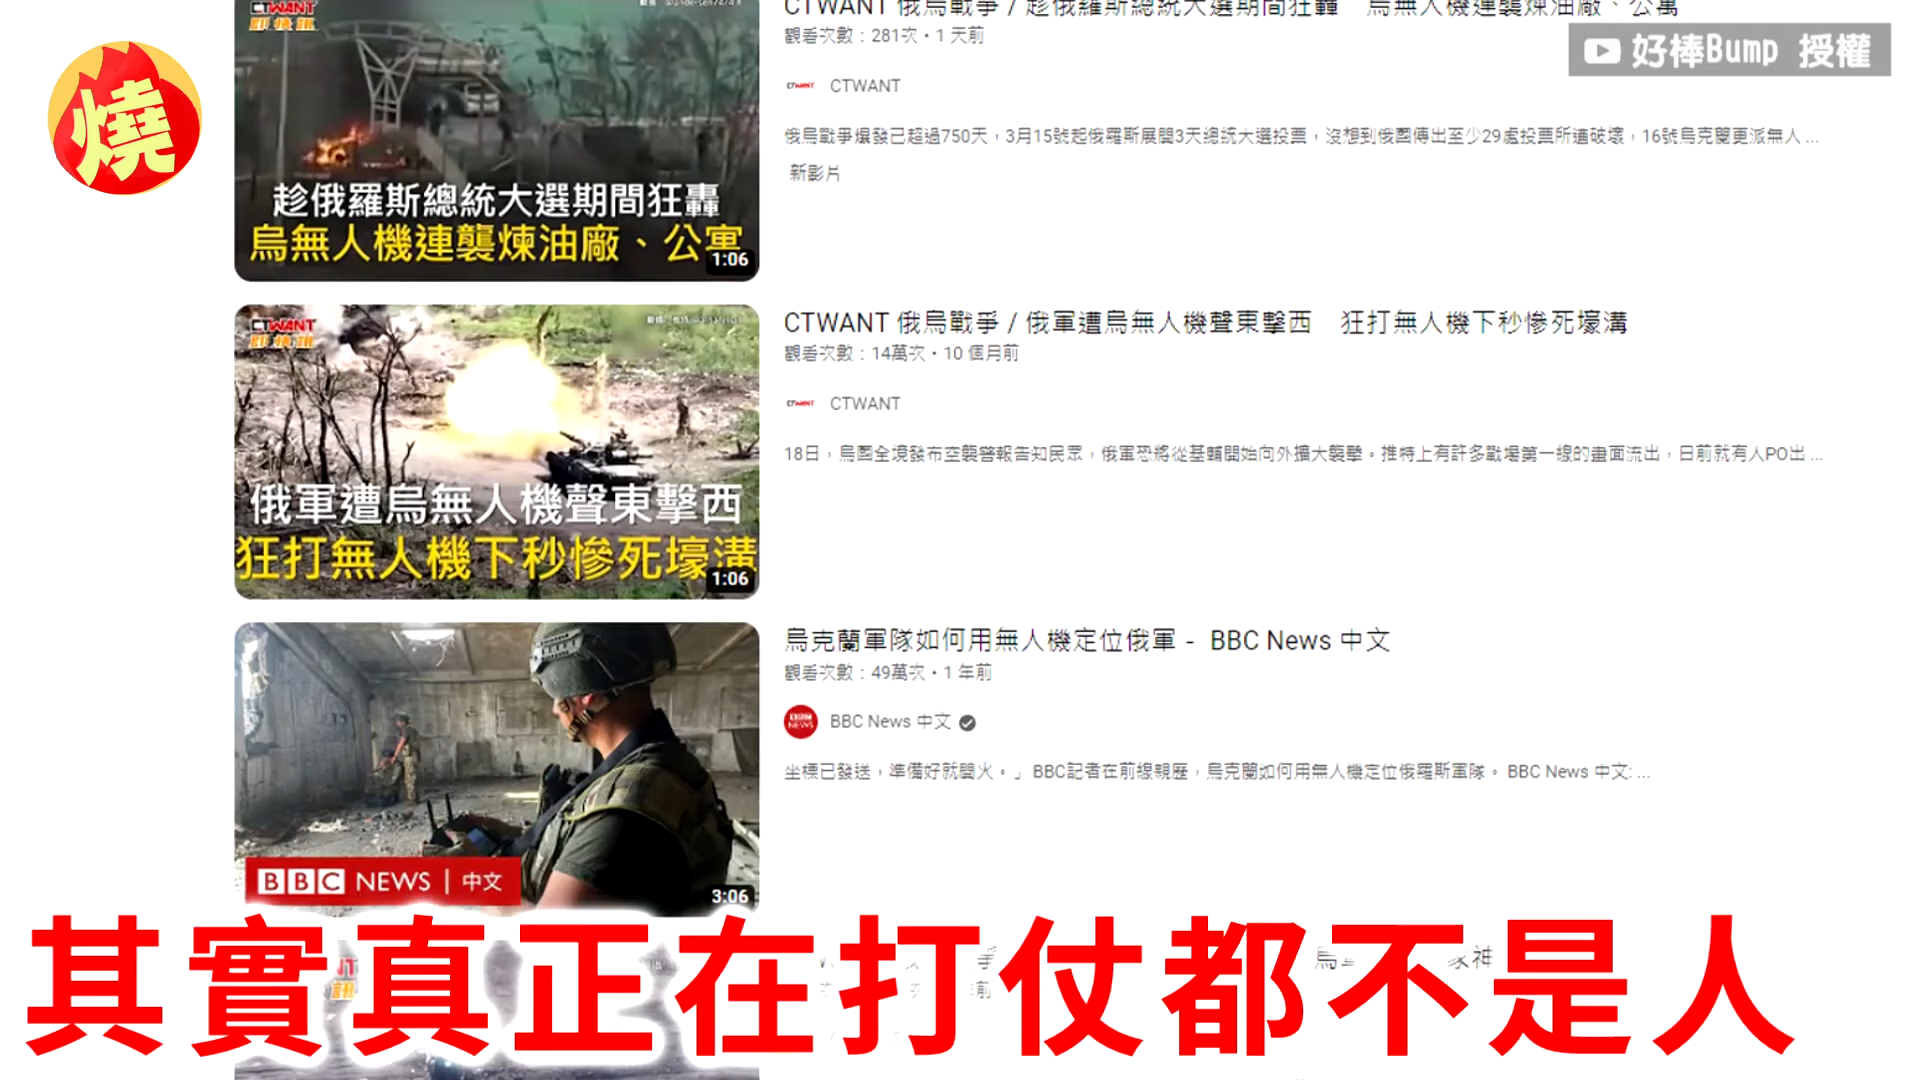 CTWANT 俄烏戰爭 / 趁俄羅斯總統大選期間狂轟 烏無人機連襲煉油廠、公寓
觀看次數：281次・1 天前
好棒Bump 授權
燒
CTWANT
即時快訊
CTWANT
俄烏戰爭爆發已超過750天，3月15號起俄羅斯展開3天總統大選投票，沒想到俄國傳出至少29處投票所遭破壞，16號烏克蘭更派無人 ...
新影片
趁俄羅斯總統大選期間狂轟
烏無人機連襲煉油廠、公寓
1:06
CTWANT 俄烏戰爭 / 俄軍遭烏無人機聲東擊西 狂打無人機下秒慘死壕溝
觀看次數：14萬次・10 個月前
CTWANT
CTWANT
18日，烏國全境發布空襲警報告知民眾，俄軍恐將從基輔開始向外擴大襲擊。推特上有許多戰場第一線的畫面流出，日前就有人PO出 ...
俄軍遭烏無人機聲東擊西
狂打無人機下秒慘死壕溝
1:06
烏克蘭軍隊如何用無人機定位俄軍－ BBC News 中文
觀看次數：49萬次・1 年前
BBC NEWS
BBC News 中文
坐標已發送，準備好就開火。」BBC記者在前線親歷，烏克蘭如何用無人機定位俄羅斯軍隊。 BBC News 中文: ...
BBC NEWS | 中文
3:06
其實真正在打仗都不是人